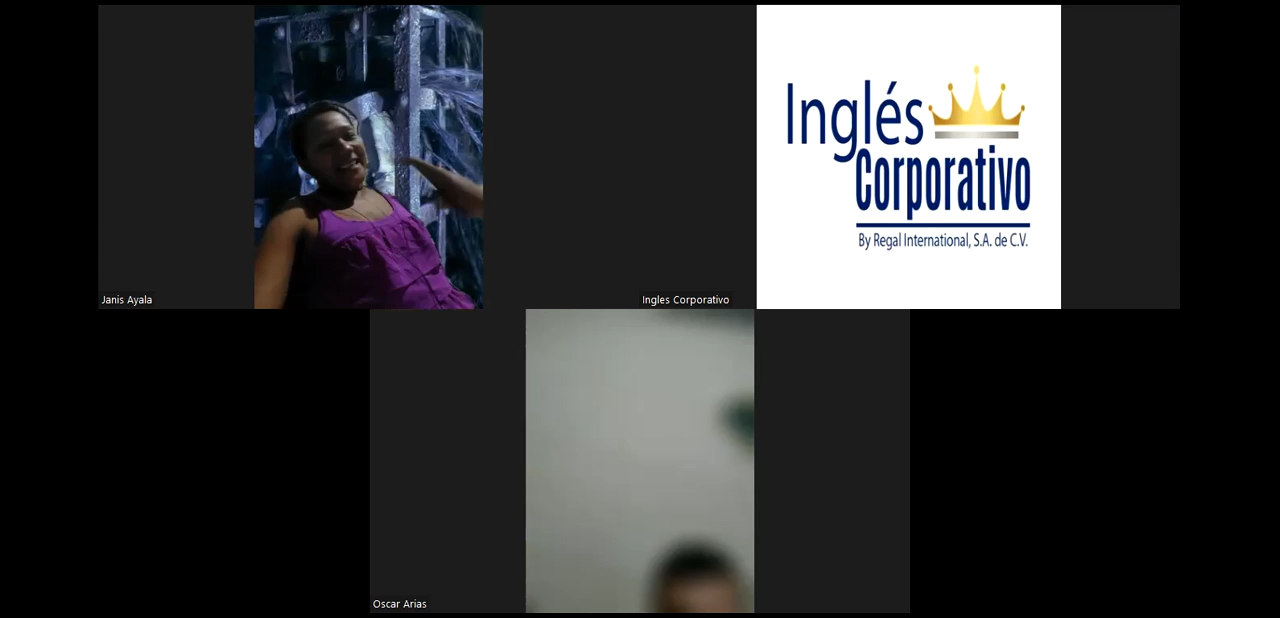 Inglés
Corporativo
By Regal International, S.A. de C.V.
Janis Ayala
Ingles Corporativo
Oscar Arias